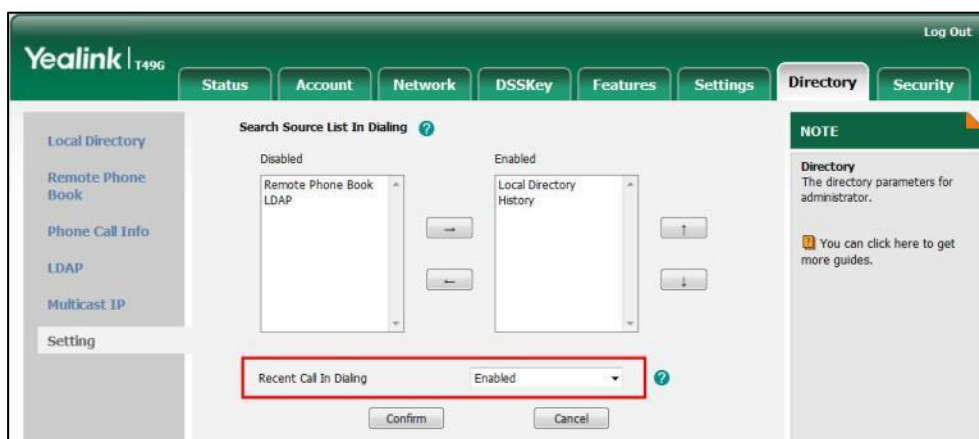 Log Out
Yealink | T49G
Status Account Network DSSKey Features Settings Directory Security
Local Directory
Remote Phone
Book
Phone Call Info
LDAP
Multicast IP
Setting
Search Source List In Dialing ?
Disabled Enabled
Remote Phone Book
LDAP
→
←
Local Directory
History
↑
↓
Recent Call In Dialing Enabled ?
Confirm Cancel
NOTE
Directory
The directory parameters for
administrator.
You can click here to get
more guides.